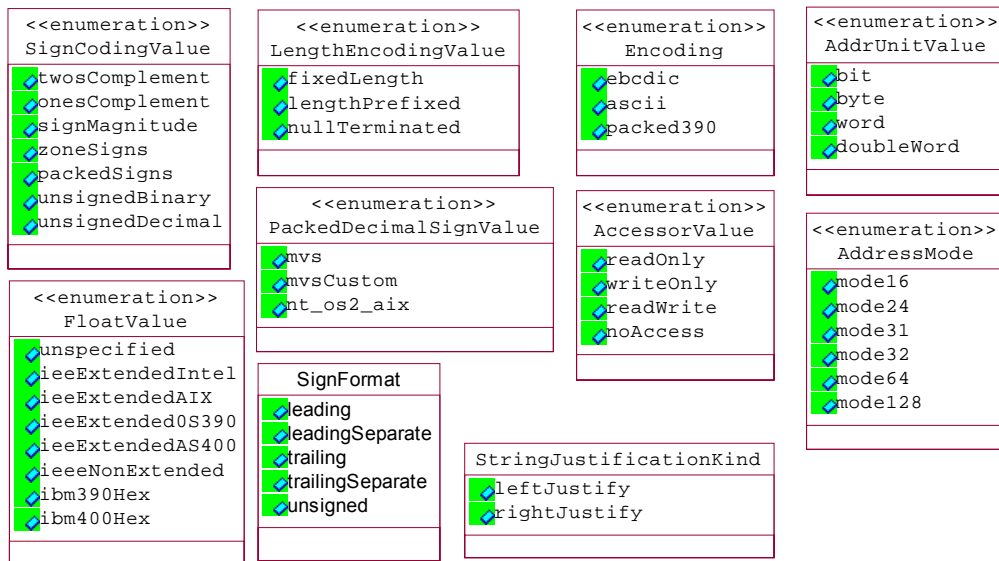 <<enumeration>>
SignCodingValue
twosComplement
onesComplement
signMagnitude
zoneSigns
packedSigns
unsignedBinary
unsignedDecimal
<<enumeration>>
LengthEncodingValue
fixedLength
lengthPrefixed
nullTerminated
<<enumeration>>
Encoding
ebcdic
ascii
packed390
<<enumeration>>
AddrUnitValue
bit
byte
word
doubleWord
<<enumeration>>
PackedDecimalSignValue
mvs
mvsCustom
nt_os2_aix
<<enumeration>>
AccessorValue
readOnly
writeOnly
readWrite
noAccess
<<enumeration>>
AddressMode
mode16
mode24
mode31
mode32
mode64
mode128
<<enumeration>>
FloatValue
unspecified
ieeExtendedIntel
ieeExtendedAIX
ieeExtended0S390
ieeExtendedAS400
ieeeNonExtended
ibm390Hex
ibm400Hex
SignFormat
leading
leadingSeparate
trailing
trailingSeparate
unsigned
StringJustificationKind
leftJustify
rightJustify